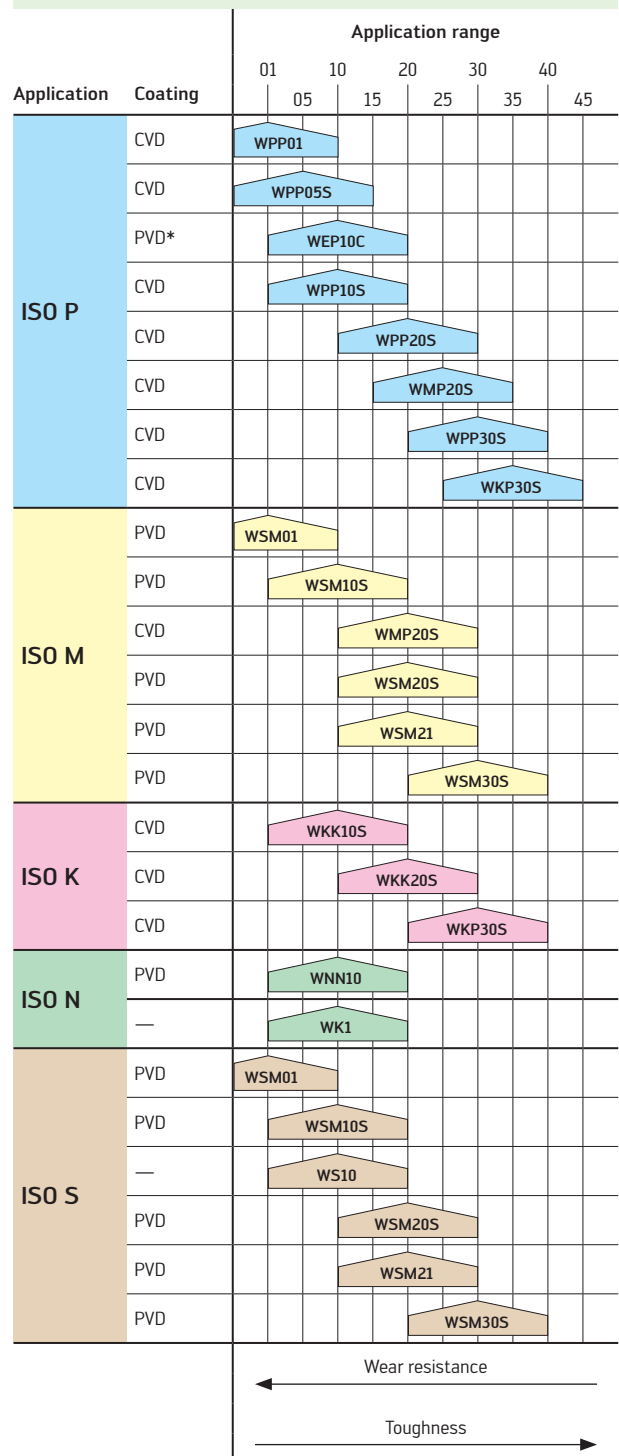 Application range
01 10 20 30 40
Application Coating 05 15 25 35 45
ISO P
CVD WPP01
CVD WPP05S
PVD* WEP10C
CVD WPP10S
CVD WPP20S
CVD WMP20S
CVD WPP30S
CVD WKP30S
ISO M
PVD WSM01
PVD WSM10S
CVD WMP20S
PVD WSM20S
PVD WSM21
PVD WSM30S
ISO K
CVD WKK10S
CVD WKK20S
CVD WKP30S
ISO N
PVD WNN10
— WK1
ISO S
PVD WSM01
PVD WSM10S
— WS10
PVD WSM20S
PVD WSM21
PVD WSM30S
Wear resistance
Toughness